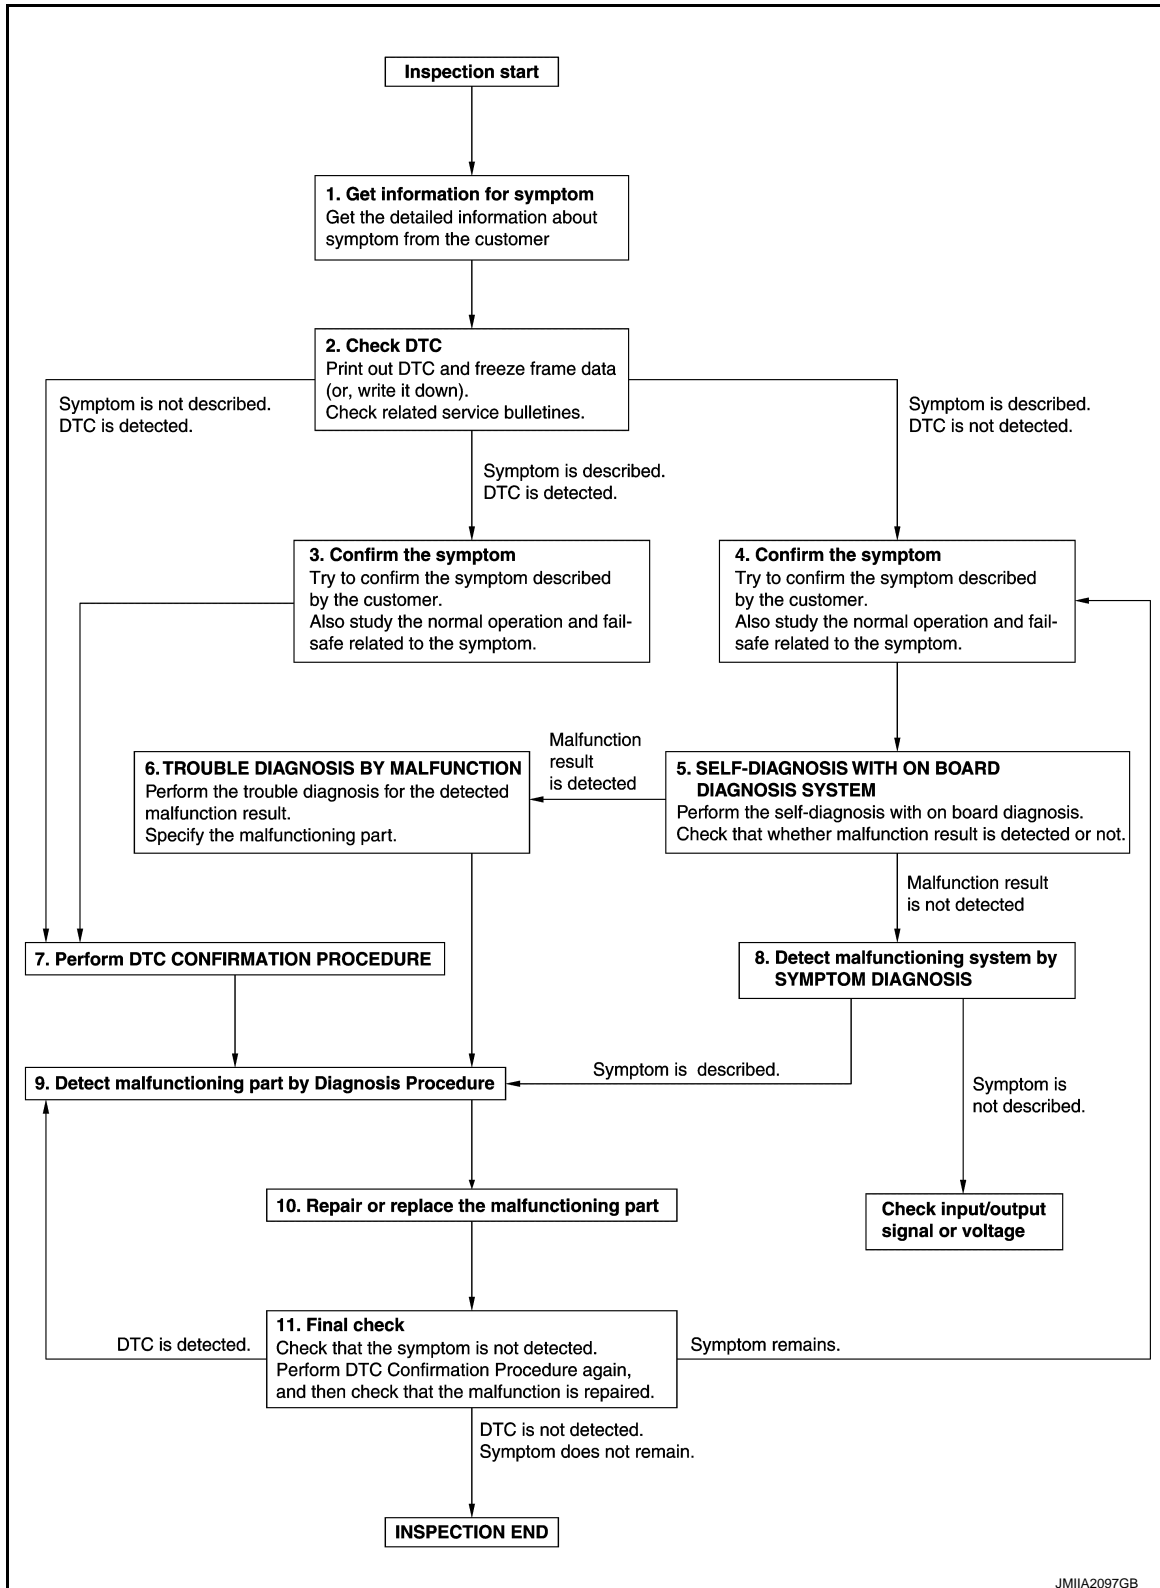 Inspection start
1. Get information for symptom
Get the detailed information about
symptom from the customer
2. Check DTC
Print out DTC and freeze frame data
(or, write it down).
Check related service bulletines.
Symptom is not described.
DTC is detected.
Symptom is described.
DTC is not detected.
Symptom is described.
DTC is detected.
3. Confirm the symptom
Try to confirm the symptom described
by the customer.
Also study the normal operation and fail-
safe related to the symptom.
4. Confirm the symptom
Try to confirm the symptom described
by the customer.
Also study the normal operation and fail-
safe related to the symptom.
6. TROUBLE DIAGNOSIS BY MALFUNCTION
Perform the trouble diagnosis for the detected
malfunction result.
Specify the malfunctioning part.
Malfunction
result
is detected
5. SELF-DIAGNOSIS WITH ON BOARD
DIAGNOSIS SYSTEM
Perform the self-diagnosis with on board diagnosis.
Check that whether malfunction result is detected or not.
Malfunction result
is not detected
7. Perform DTC CONFIRMATION PROCEDURE
8. Detect malfunctioning system by
SYMPTOM DIAGNOSIS
9. Detect malfunctioning part by Diagnosis Procedure
Symptom is described.
Symptom is
not described.
10. Repair or replace the malfunctioning part
Check input/output
signal or voltage
DTC is detected.
11. Final check
Check that the symptom is not detected.
Perform DTC Confirmation Procedure again,
and then check that the malfunction is repaired.
Symptom remains.
DTC is not detected.
Symptom does not remain.
INSPECTION END
JMIIA2097GB